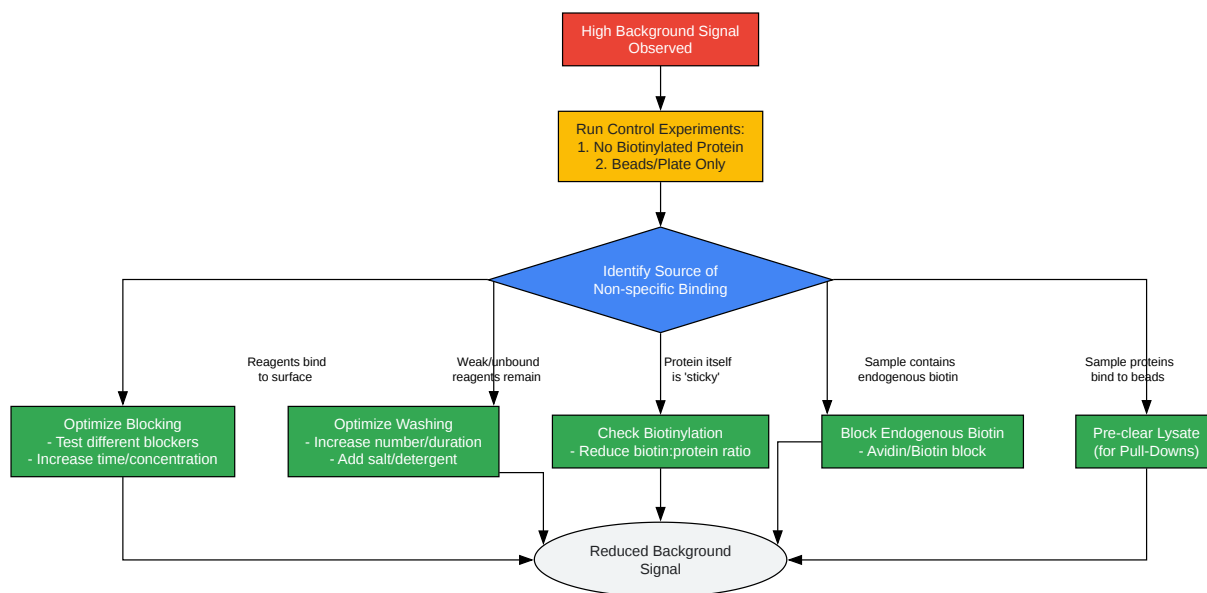 High Background Signal
Observed
Run Control Experiments:
1. No Biotinylated Protein
2. Beads/Plate Only
Identify Source of
Non-specific Binding
Reagents bind
to surface
Weak/unbound
reagents remain
Protein itself
is 'sticky'
Sample contains
endogenous biotin
Sample proteins
bind to beads
Optimize Blocking
- Test different blockers
- Increase time/concentration
Optimize Washing
- Increase number/duration
- Add salt/detergent
Check Biotinylation
- Reduce biotin:protein ratio
Block Endogenous Biotin
- Avidin/Biotin block
Pre-clear Lysate
(for Pull-Downs)
Reduced Background
Signal